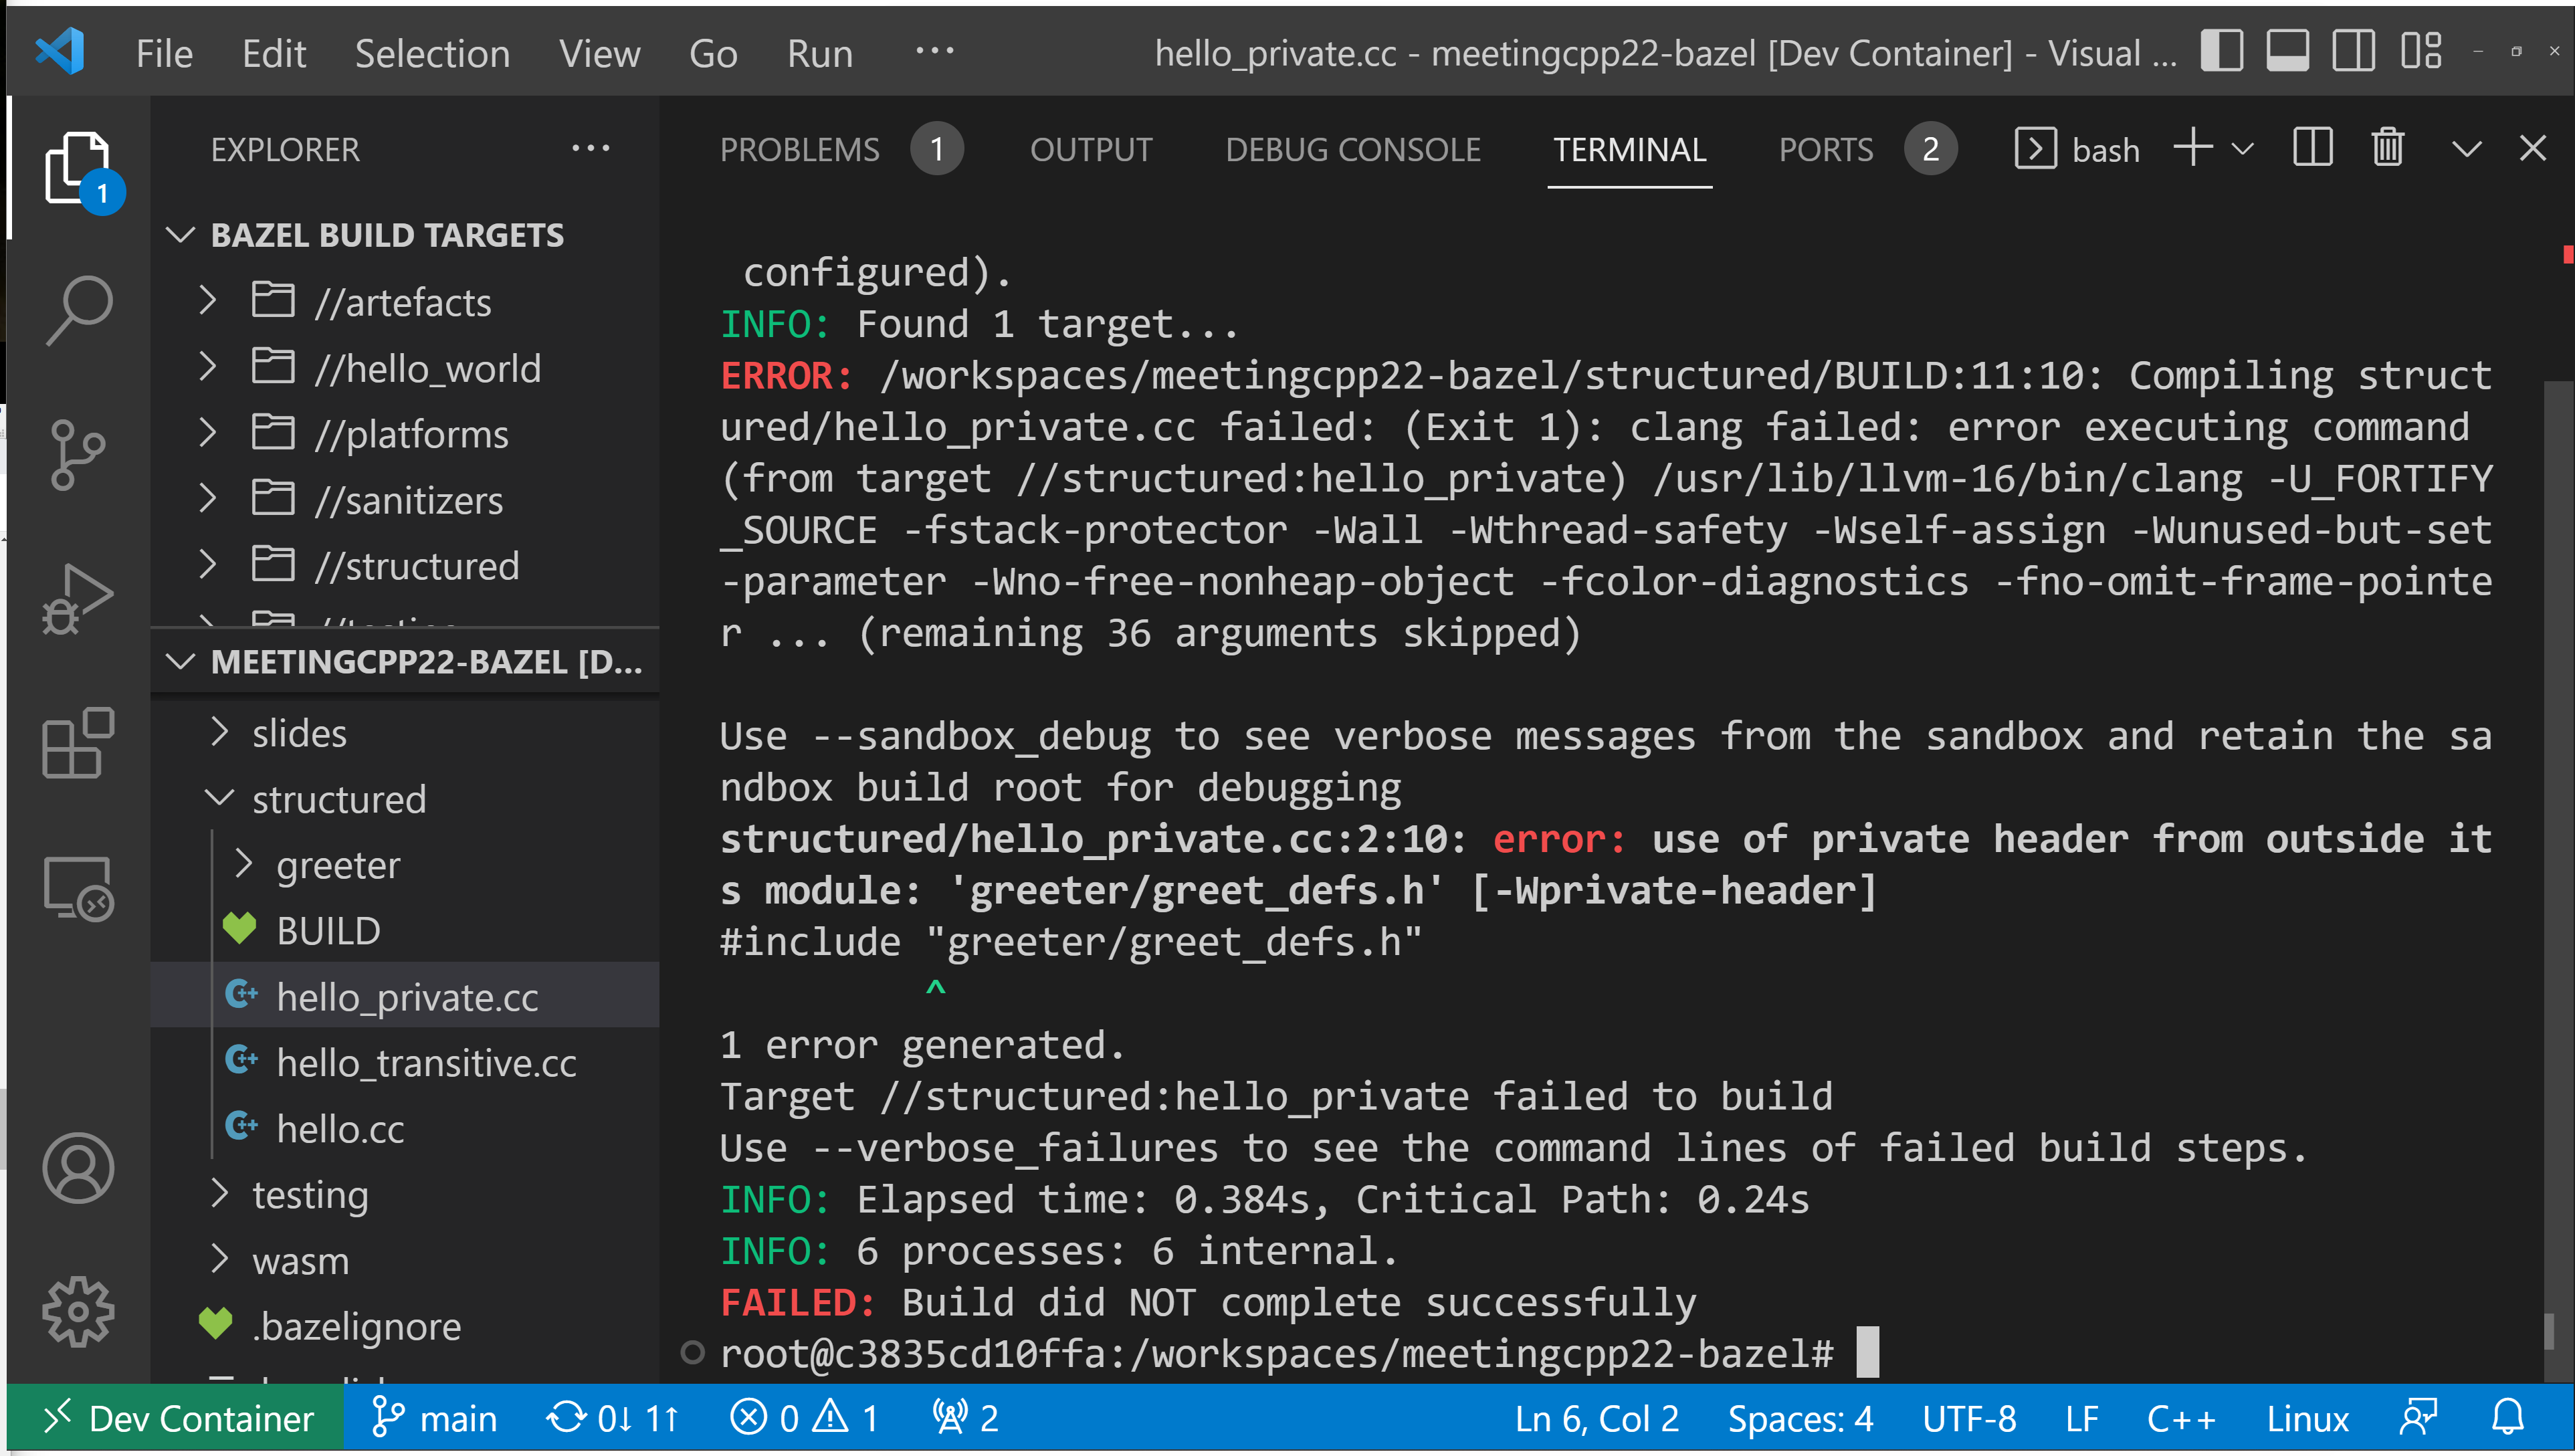 File Edit Selection View Go Run ··· hello_private.cc - meetingcpp22-bazel [Dev Container] - Visual ...
EXPLORER ···
1
BAZEL BUILD TARGETS
//artefacts
//hello_world
//platforms
//sanitizers
//structured
MEETINGCPP22-BAZEL [D...
slides
structured
greeter
BUILD
hello_private.cc
hello_transitive.cc
hello.cc
testing
wasm
.bazelignore
PROBLEMS 1 OUTPUT DEBUG CONSOLE TERMINAL PORTS 2 bash
configured).
INFO: Found 1 target...
ERROR: /workspaces/meetingcpp22-bazel/structured/BUILD:11:10: Compiling struct
ured/hello_private.cc failed: (Exit 1): clang failed: error executing command
(from target //structured:hello_private) /usr/lib/llvm-16/bin/clang -U_FORTIFY
_SOURCE -fstack-protector -Wall -Wthread-safety -Wself-assign -Wunused-but-set
-parameter -Wno-free-nonheap-object -fcolor-diagnostics -fno-omit-frame-pointe
r ... (remaining 36 arguments skipped)
Use --sandbox_debug to see verbose messages from the sandbox and retain the sa
ndbox build root for debugging
structured/hello_private.cc:2:10: error: use of private header from outside it
s module: 'greeter/greet_defs.h' [-Wprivate-header]
#include "greeter/greet_defs.h"
^
1 error generated.
Target //structured:hello_private failed to build
Use --verbose_failures to see the command lines of failed build steps.
INFO: Elapsed time: 0.384s, Critical Path: 0.24s
INFO: 6 processes: 6 internal.
FAILED: Build did NOT complete successfully
root@c3835cd10ffa:/workspaces/meetingcpp22-bazel#
Dev Container main 0↓ 1↑ 0 1 2 Ln 6, Col 2 Spaces: 4 UTF-8 LF C++ Linux